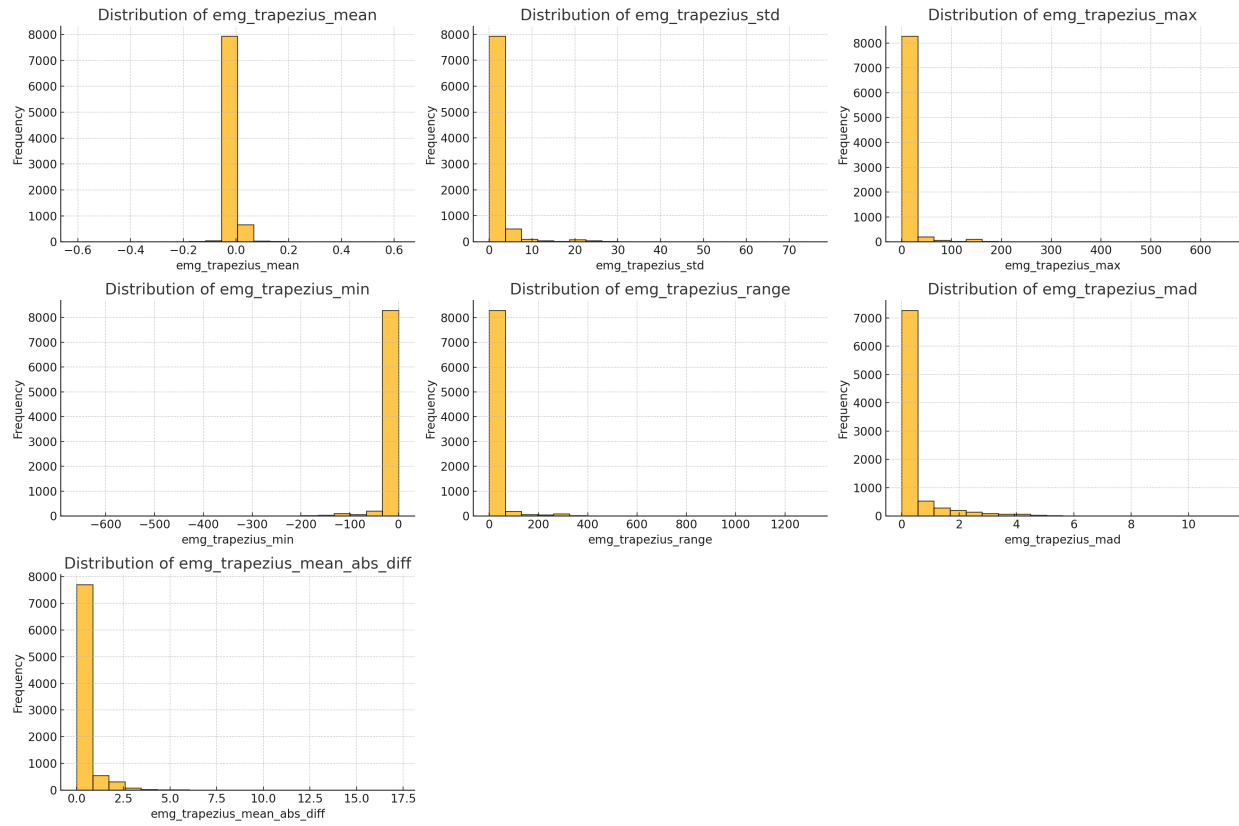 Distribution of emg_trapezius_mean
Frequency
8000
7000
6000
5000
4000
3000
2000
1000
0
−0.6 −0.4 −0.2 0.0 0.2 0.4 0.6
emg_trapezius_mean
Distribution of emg_trapezius_std
Frequency
8000
7000
6000
5000
4000
3000
2000
1000
0
0 10 20 30 40 50 60 70
emg_trapezius_std
Distribution of emg_trapezius_max
Frequency
8000
7000
6000
5000
4000
3000
2000
1000
0
0 100 200 300 400 500 600
emg_trapezius_max
Distribution of emg_trapezius_min
Frequency
8000
7000
6000
5000
4000
3000
2000
1000
0
−600 −500 −400 −300 −200 −100 0
emg_trapezius_min
Distribution of emg_trapezius_range
Frequency
8000
7000
6000
5000
4000
3000
2000
1000
0
0 200 400 600 800 1000 1200
emg_trapezius_range
Distribution of emg_trapezius_mad
Frequency
7000
6000
5000
4000
3000
2000
1000
0
0 2 4 6 8 10
emg_trapezius_mad
Distribution of emg_trapezius_mean_abs_diff
Frequency
8000
7000
6000
5000
4000
3000
2000
1000
0
0.0 2.5 5.0 7.5 10.0 12.5 15.0 17.5
emg_trapezius_mean_abs_diff